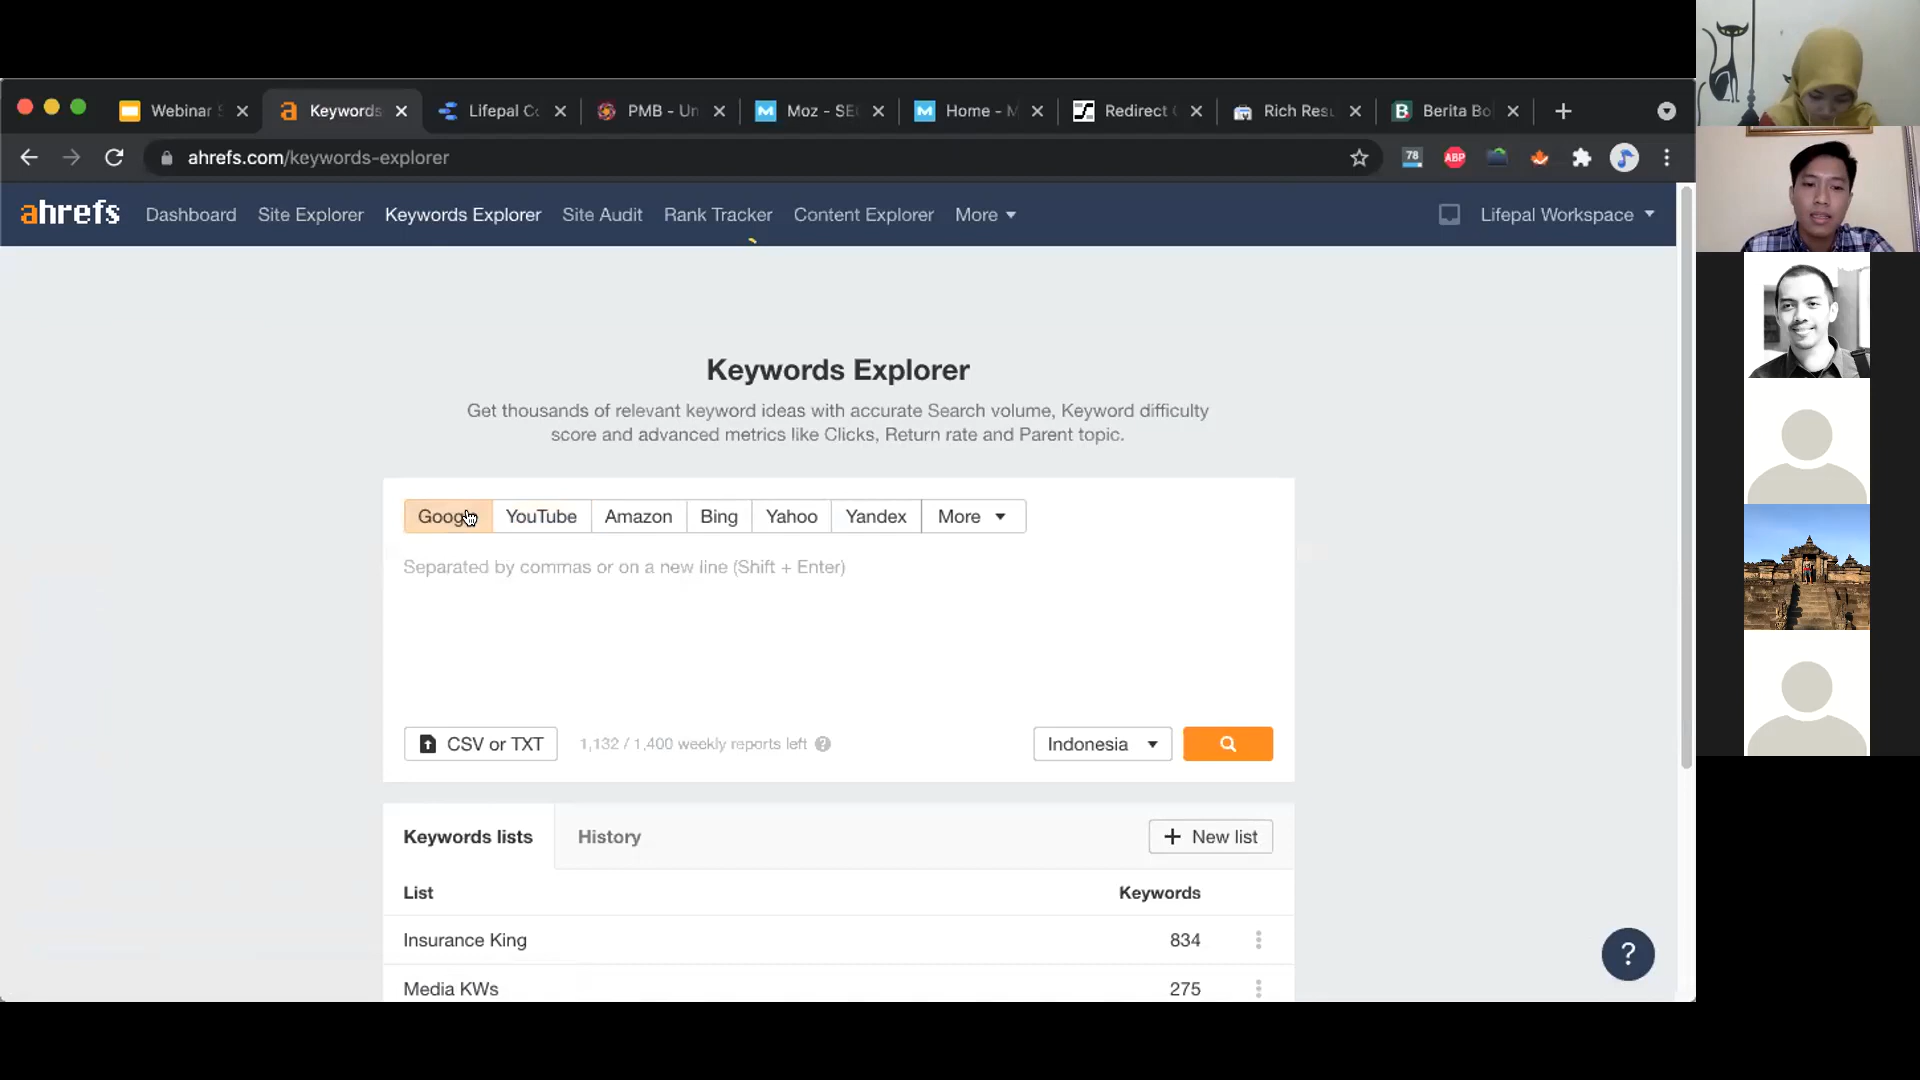 Webinar S
Keywords
Lifepal Co
PMB - Un
Moz - SE
Home - M
Redirect
Rich Resu
Berita Bo
ahrefs.com/keywords-explorer
78
ABP
ahrefs
Dashboard
Site Explorer
Keywords Explorer
Site Audit
Rank Tracker
Content Explorer
More
Lifepal Workspace
Keywords Explorer
Get thousands of relevant keyword ideas with accurate Search volume, Keyword difficulty
score and advanced metrics like Clicks, Return rate and Parent topic.
Google
YouTube
Amazon
Bing
Yahoo
Yandex
More
Separated by commas or on a new line (Shift + Enter)
CSV or TXT
1,132 / 1,400 weekly reports left
?
Indonesia
Keywords lists
History
+ New list
List
Keywords
Insurance King
834
Media KWs
275
?